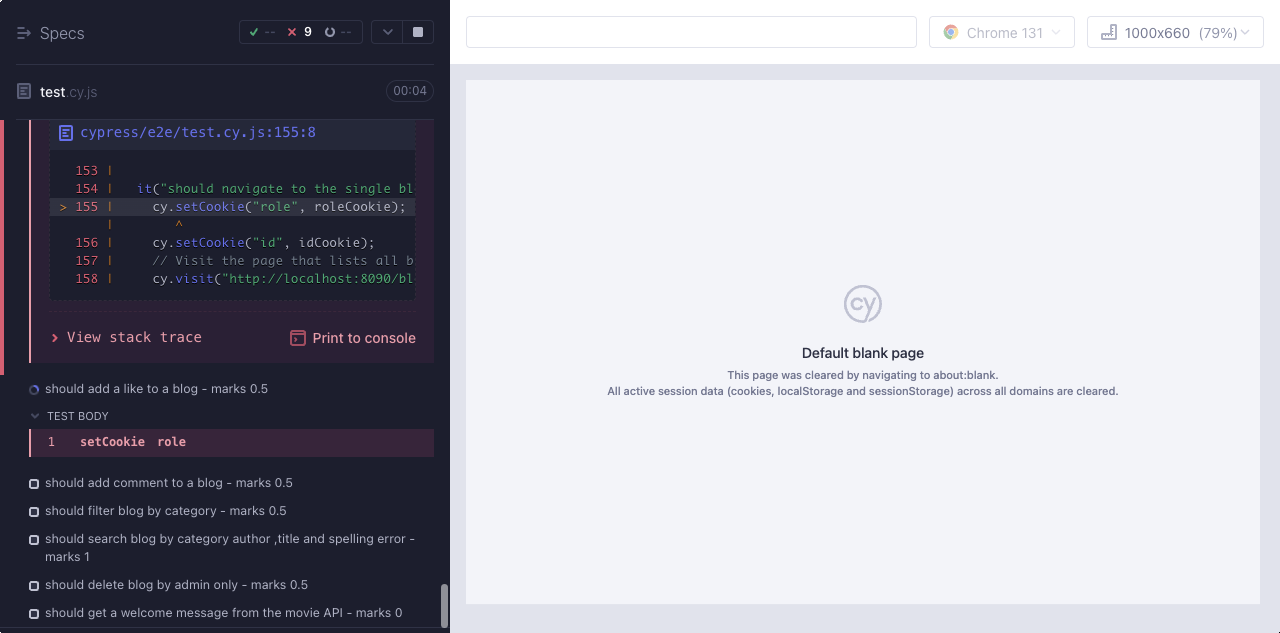 Specs
-- 9 --
Chrome 131
1000x660 (79%)
test.cy.js
00:04
cypress/e2e/test.cy.js:155:8
153 |
154 | it("should navigate to the single bl
> 155 | cy.setCookie("role", roleCookie);
| ^
156 | cy.setCookie("id", idCookie);
157 | // Visit the page that lists all b
158 | cy.visit("http://localhost:8090/bl
View stack trace
Print to console
should add a like to a blog - marks 0.5
TEST BODY
1 setCookie role
should add comment to a blog - marks 0.5
should filter blog by category - marks 0.5
should search blog by category author ,title and spelling error -
marks 1
should delete blog by admin only - marks 0.5
should get a welcome message from the movie API - marks 0
cy
Default blank page
This page was cleared by navigating to about:blank.
All active session data (cookies, localStorage and sessionStorage) across all domains are cleared.